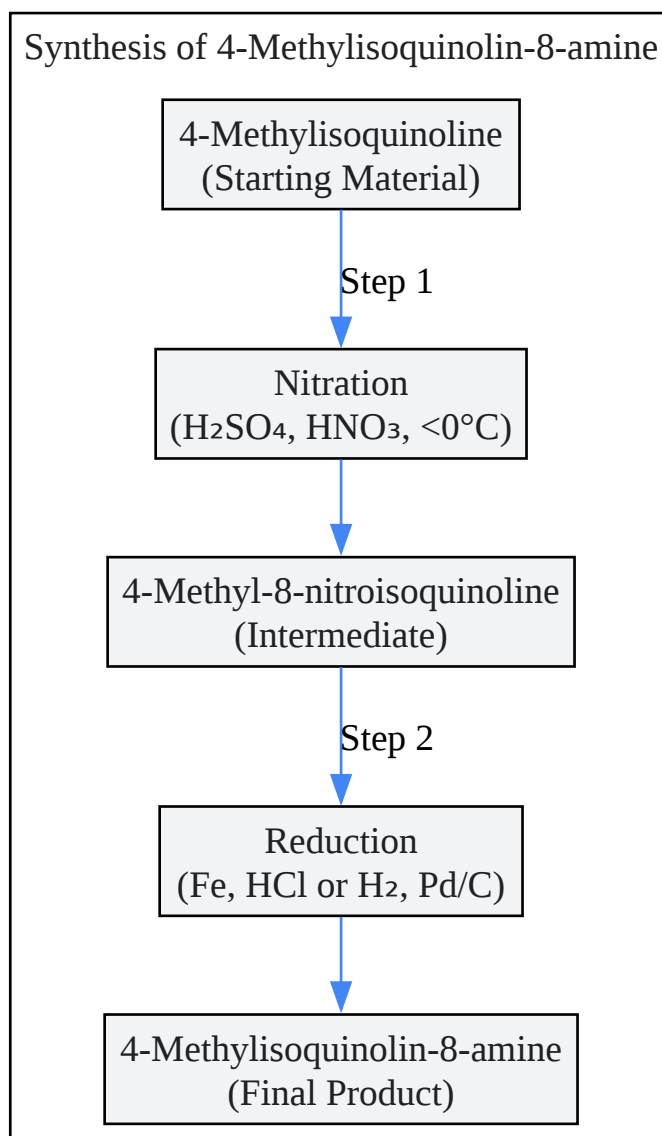 Synthesis of 4-Methylisoquinolin-8-amine
4-Methylisoquinoline
(Starting Material)
Step 1
Nitration
(H₂SO₄, HNO₃, <0°C)
4-Methyl-8-nitroisoquinoline
(Intermediate)
Step 2
Reduction
(Fe, HCl or H₂, Pd/C)
4-Methylisoquinolin-8-amine
(Final Product)